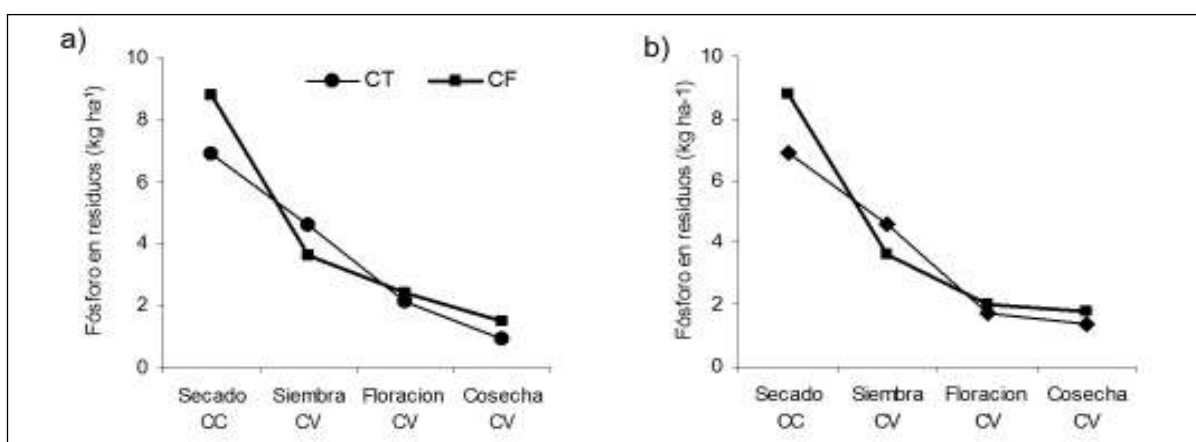 a)
Fósforo en residuos (kg ha¹)
10
8
6
4
2
0
CT
CF
Secado Siembra Floracion Cosecha
CC CV CV CV
b)
Fósforo en residuos (kg ha-1)
10
8
6
4
2
0
Secado Siembra Floracion Cosecha
CC CV CV CV